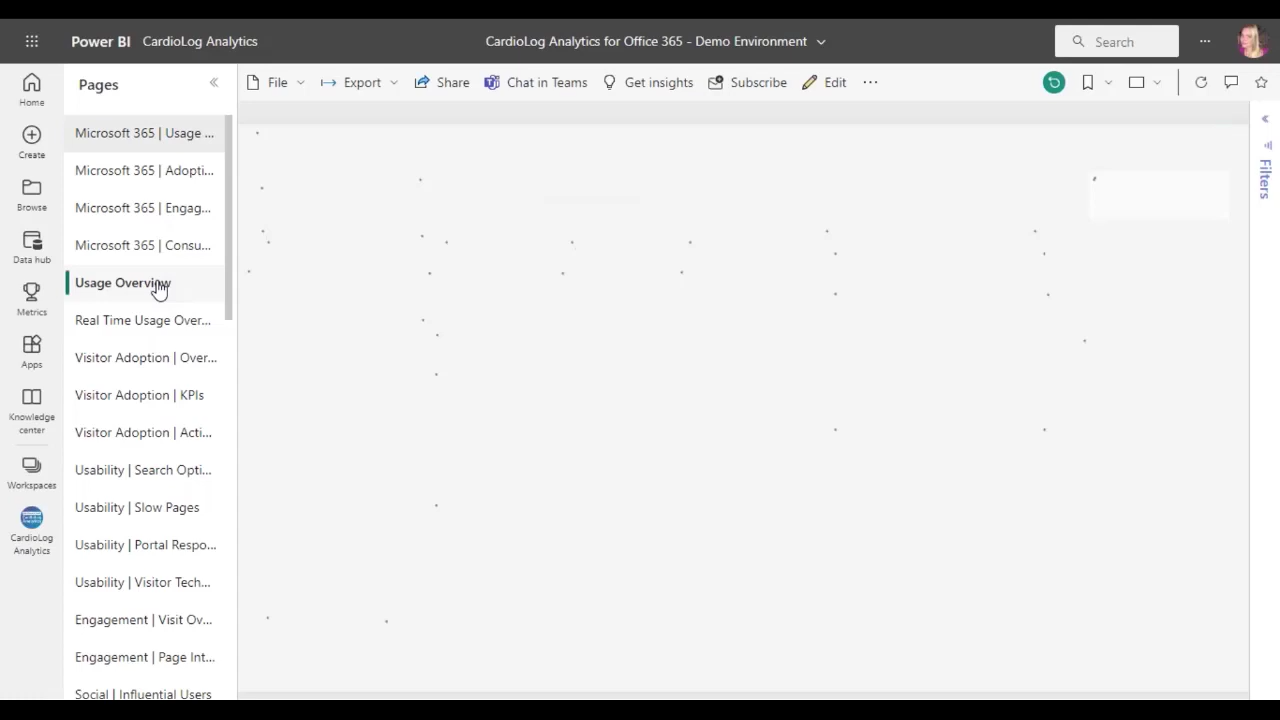 Power BI CardioLog Analytics
CardioLog Analytics for Office 365 - Demo Environment
Search
Home
Create
Browse
Data hub
Metrics
Apps
Knowledge
center
Workspaces
CardioLog
Analytics
Pages
Microsoft 365 | Usage ...
Microsoft 365 | Adopti...
Microsoft 365 | Engag...
Microsoft 365 | Consu...
Usage Overview
Real Time Usage Over...
Visitor Adoption | Over...
Visitor Adoption | KPIs
Visitor Adoption | Acti...
Usability | Search Opti...
Usability | Slow Pages
Usability | Portal Respo...
Usability | Visitor Tech...
Engagement | Visit Ov...
Engagement | Page Int...
Social | Influential Users
File Export Share Chat in Teams Get insights Subscribe Edit
Filters